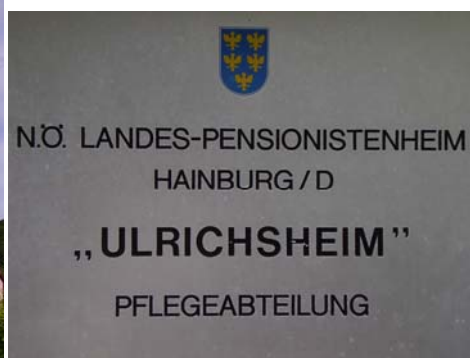 N.Ö. LANDES-PENSIONISTENHEIM
HAINBURG / D
„ULRICHSHEIM”
PFLEGEABTEILUNG